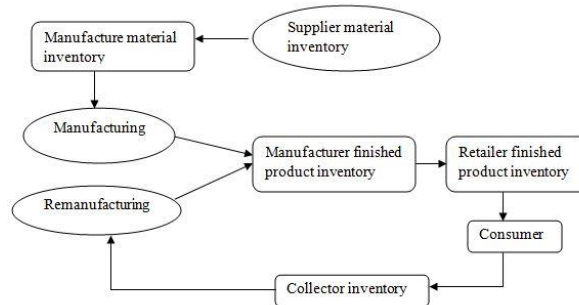 Manufacture material
inventory
Supplier material
inventory
Manufacturing
Manufacturer finished
product inventory
Retailer finished
product inventory
Remanufacturing
Consumer
Collector inventory